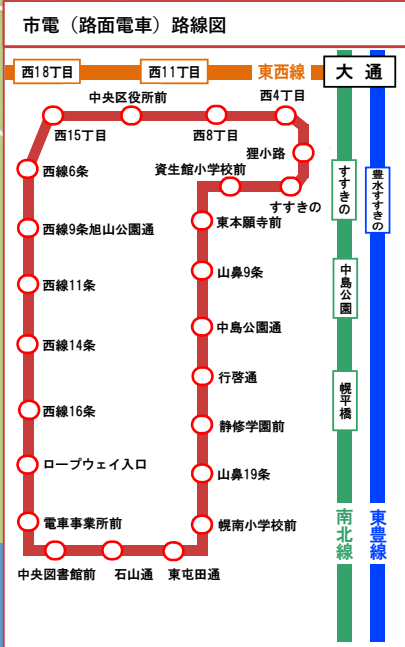 市電（路面電車）路線図
西18丁目
西11丁目
東西線
大通
中央区役所前
西4丁目
西15丁目
西8丁目
狸小路
資生館小学校前
すすきの
西線6条
東本願寺前
西線9条旭山公園通
山鼻9条
西線11条
中島公園通
西線14条
行啓通
西線16条
静修学園前
ロープウェイ入口
山鼻19条
電車事業所前
幌南小学校前
中央図書館前
石山通
東屯田通
すすきの
豊水すすきの
中島公園
幌平橋
南北線
東豊線